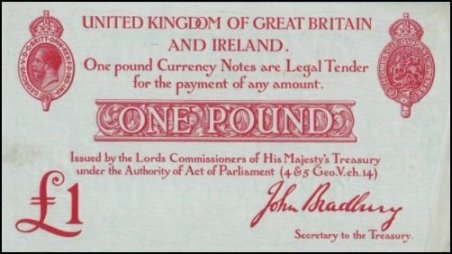 UNITED KINGDOM OF GREAT BRITAIN
AND IRELAND.
One pound Currency Notes are Legal Tender
for the payment of any amount.
ONE POUND
Issued by the Lords Commissioners of His Majesty's Treasury
under the Authority of Act of Parliament (4 & 5 Geo.V.ch.14)
£1
John Bradbury
Secretary to the Treasury.